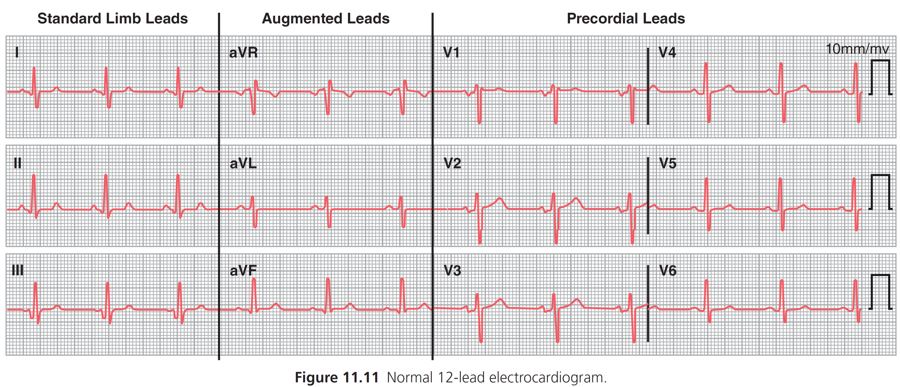 Standard Limb Leads Augmented Leads Precordial Leads
I aVR V1 V4 10mm/mv
II aVL V2 V5
III aVF V3 V6
Figure 11.11 Normal 12-lead electrocardiogram.